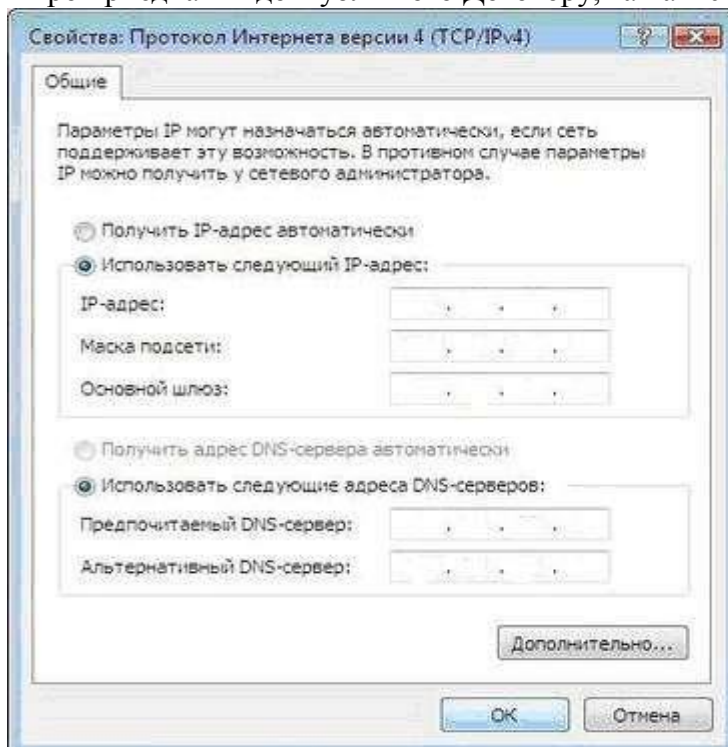 Свойства: Протокол Интернета версии 4 (TCP/IPv4)
Общие
Параметры IP могут назначаться автоматически, если сеть
поддерживает эту возможность. В противном случае параметры
IP можно получить у сетевого администратора.
Получить IP-адрес автоматически
Использовать следующий IP-адрес:
IP-адрес:
Маска подсети:
Основной шлюз:
Получить адрес DNS-сервера автоматически
Использовать следующие адреса DNS-серверов:
Предпочитаемый DNS-сервер:
Альтернативный DNS-сервер:
Дополнительно...
ОК Отмена